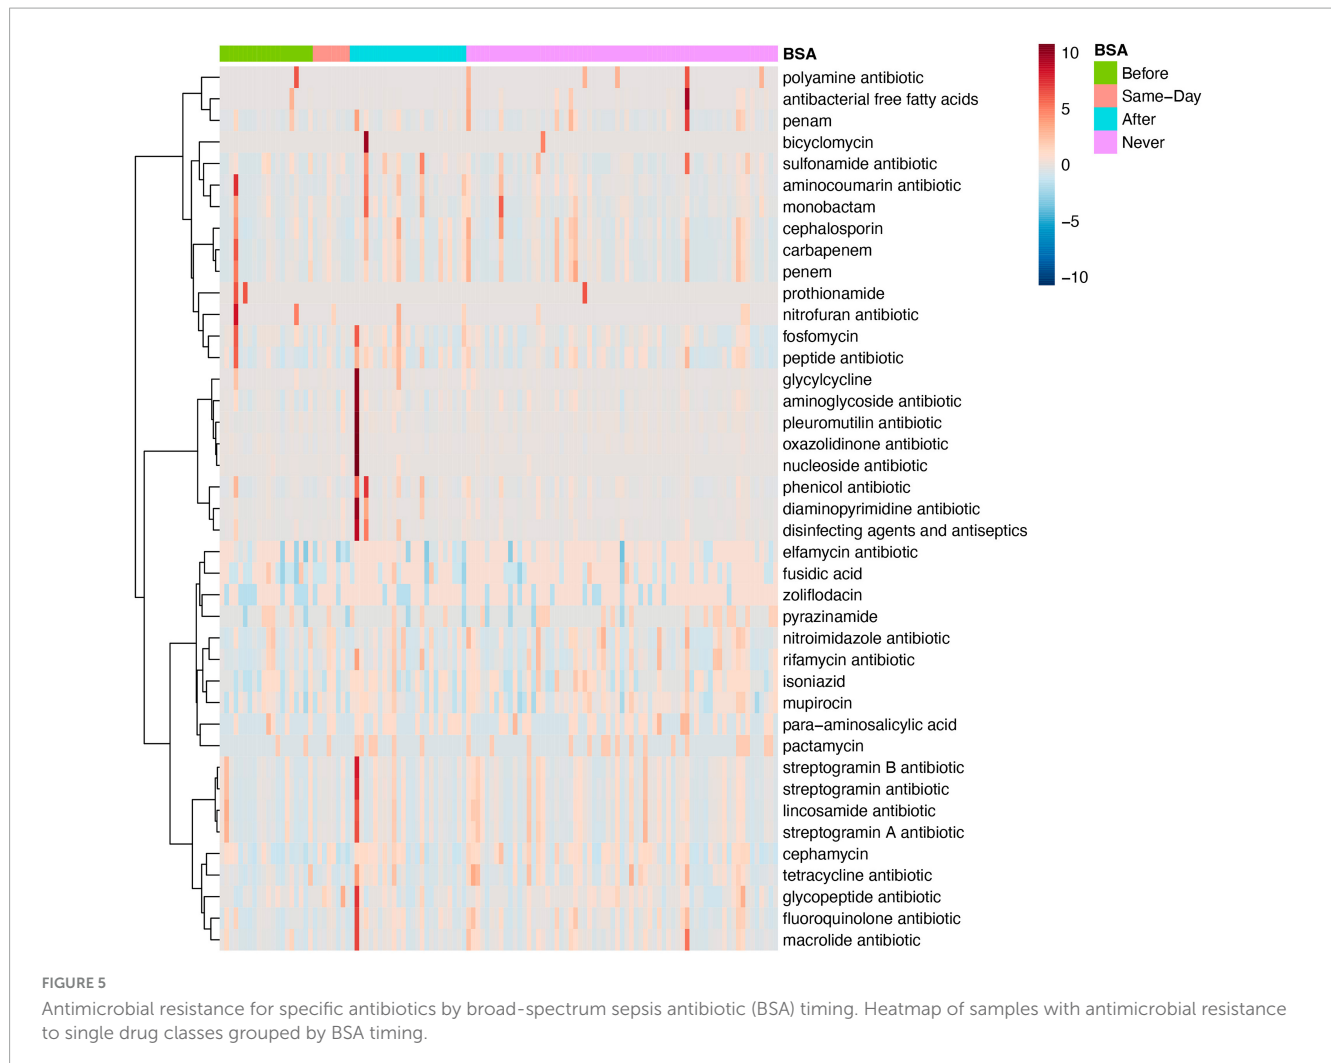 BSA
polyamine antibiotic
antibacterial free fatty acids
penam
bicyclomycin
sulfonamide antibiotic
aminocoumarin antibiotic
monobactam
cephalosporin
carbapenem
penem
prothionamide
nitrofuran antibiotic
fosfomycin
peptide antibiotic
glycylcycline
aminoglycoside antibiotic
pleuromutilin antibiotic
oxazolidinone antibiotic
nucleoside antibiotic
phenicol antibiotic
diaminopyrimidine antibiotic
disinfecting agents and antiseptics
elfamycin antibiotic
fusidic acid
zoliflodacin
pyrazinamide
nitroimidazole antibiotic
rifamycin antibiotic
isoniazid
mupirocin
para−aminosalicylic acid
pactamycin
streptogramin B antibiotic
streptogramin antibiotic
lincosamide antibiotic
streptogramin A antibiotic
cephamycin
tetracycline antibiotic
glycopeptide antibiotic
fluoroquinolone antibiotic
macrolide antibiotic
10
5
0
−5
−10
BSA
Before
Same−Day
After
Never
FIGURE 5
Antimicrobial resistance for specific antibiotics by broad-spectrum sepsis antibiotic (BSA) timing. Heatmap of samples with antimicrobial resistance
to single drug classes grouped by BSA timing.